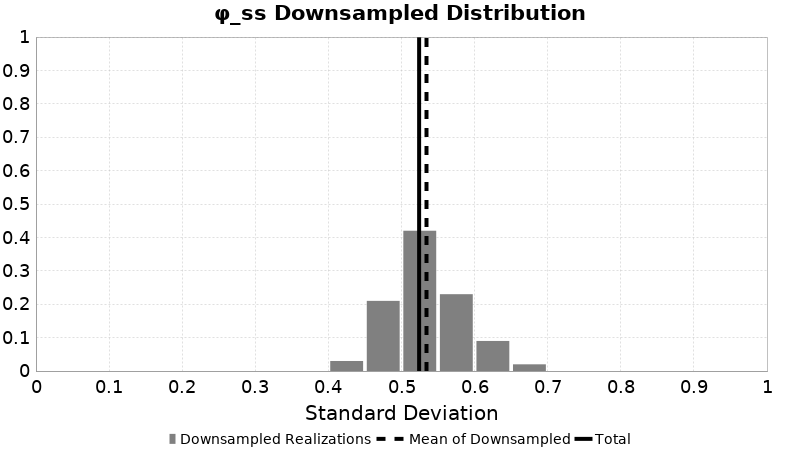 φ_ss Downsampled Distribution
1
0.9
0.8
0.7
0.6
0.5
0.4
0.3
0.2
0.1
0
0 0.1 0.2 0.3 0.4 0.5 0.6 0.7 0.8 0.9 1
Standard Deviation
Downsampled Realizations Mean of Downsampled Total